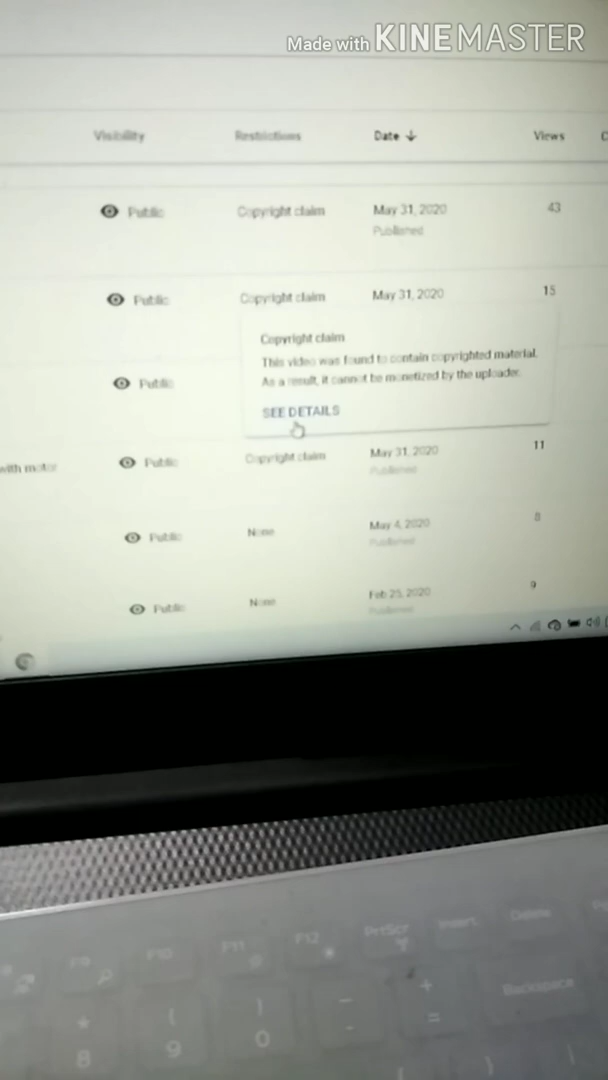 Made with KINEMASTER
Visibility Restrictions Date ↓ Views C
Public Copyright claim May 31, 2020 43
Published
Public Copyright claim May 31, 2020 15
Copyright claim
This video was found to contain copyrighted material.
As a result, it cannot be monetized by the uploader.
Public
SEE DETAILS
with motor Public Copyright claim May 31, 2020 11
Published
Public None May 4, 2020 8
Published
Public None Feb 25, 2020 9
Published
F9 F10 F11 F12 PrtScr Insert Delete
* ( ) _ + Backspace
8 9 0 - =
} |